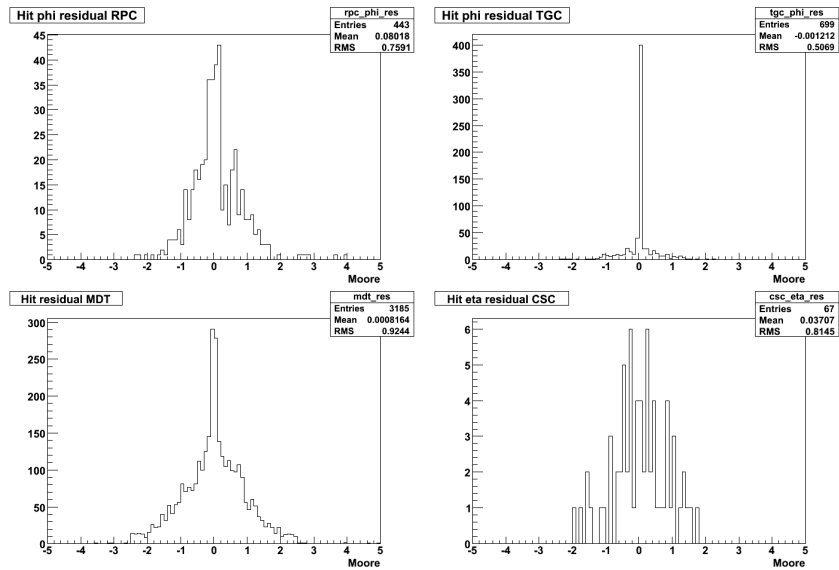 Hit phi residual RPC
rpc_phi_res
Entries 443
Mean 0.08018
RMS 0.7591
45
40
35
30
25
20
15
10
5
0
-5 -4 -3 -2 -1 0 1 2 3 4 5
Moore
Hit phi residual TGC
tgc_phi_res
Entries 699
Mean -0.001212
RMS 0.5069
400
350
300
250
200
150
100
50
0
-5 -4 -3 -2 -1 0 1 2 3 4 5
Moore
Hit residual MDT
mdt_res
Entries 3185
Mean 0.0008164
RMS 0.9244
300
250
200
150
100
50
0
-5 -4 -3 -2 -1 0 1 2 3 4 5
Moore
Hit eta residual CSC
csc_eta_res
Entries 67
Mean 0.03707
RMS 0.8145
6
5
4
3
2
1
0
-5 -4 -3 -2 -1 0 1 2 3 4 5
Moore